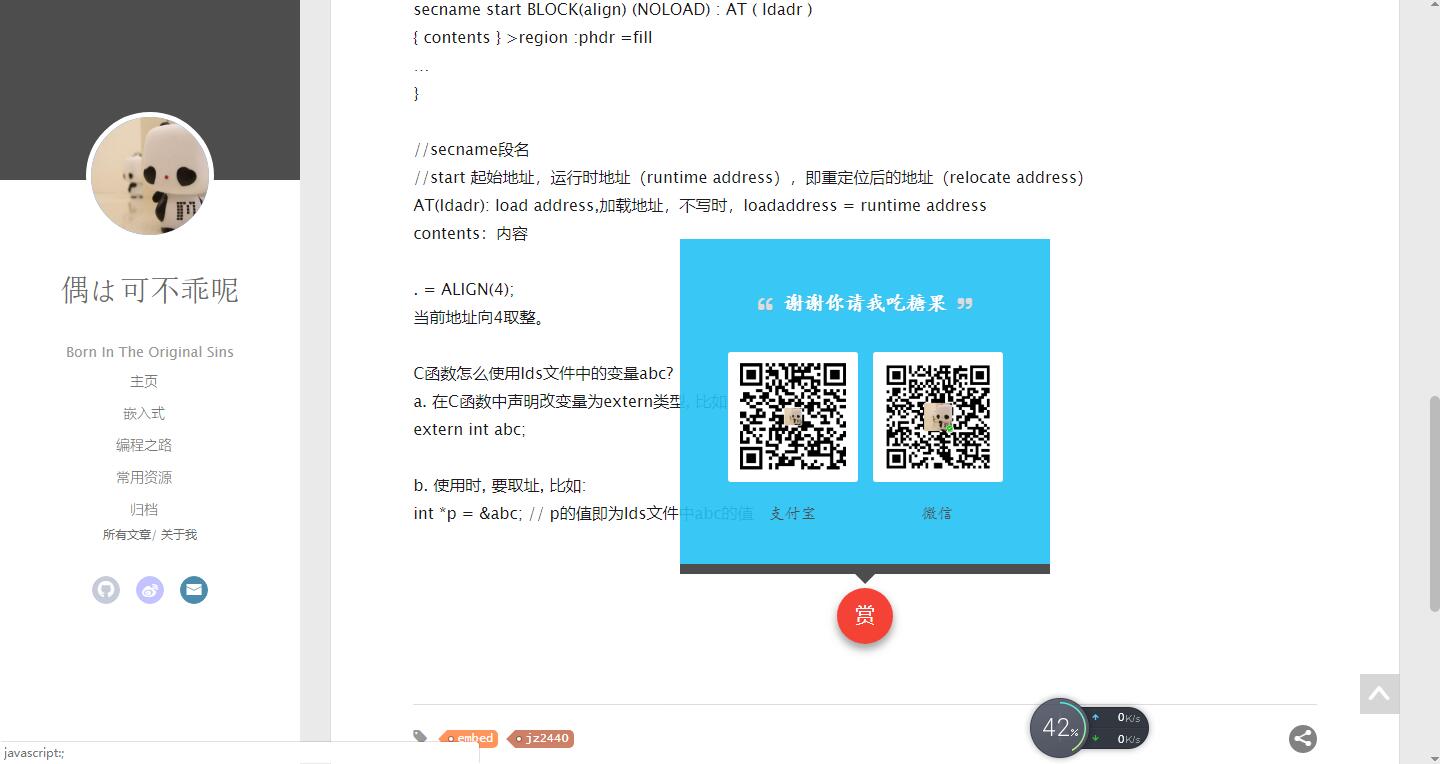 secname start BLOCK(align) (NOLOAD) : AT ( ldadr )
{ contents } >region :phdr =fill
…
}
//secname段名
//start 起始地址，运行时地址（runtime address），即重定位后的地址（relocate address）
AT(ldadr): load address,加载地址，不写时，loadaddress = runtime address
contents：内容
. = ALIGN(4);
当前地址向4取整。
C函数怎么使用lds文件中的变量abc?
a. 在C函数中声明改变量为extern类型, 比如
extern int abc;
b. 使用时, 要取址, 比如:
int *p = &abc; // p的值即为lds文件中abc的值
“ 谢谢你请我吃糖果 ”
支付宝
微信
赏
偶は可不乖呢
Born In The Original Sins
主页
嵌入式
编程之路
常用资源
归档
所有文章/ 关于我
embed
jz2440
42%
0K/s
0K/s
javascript:;